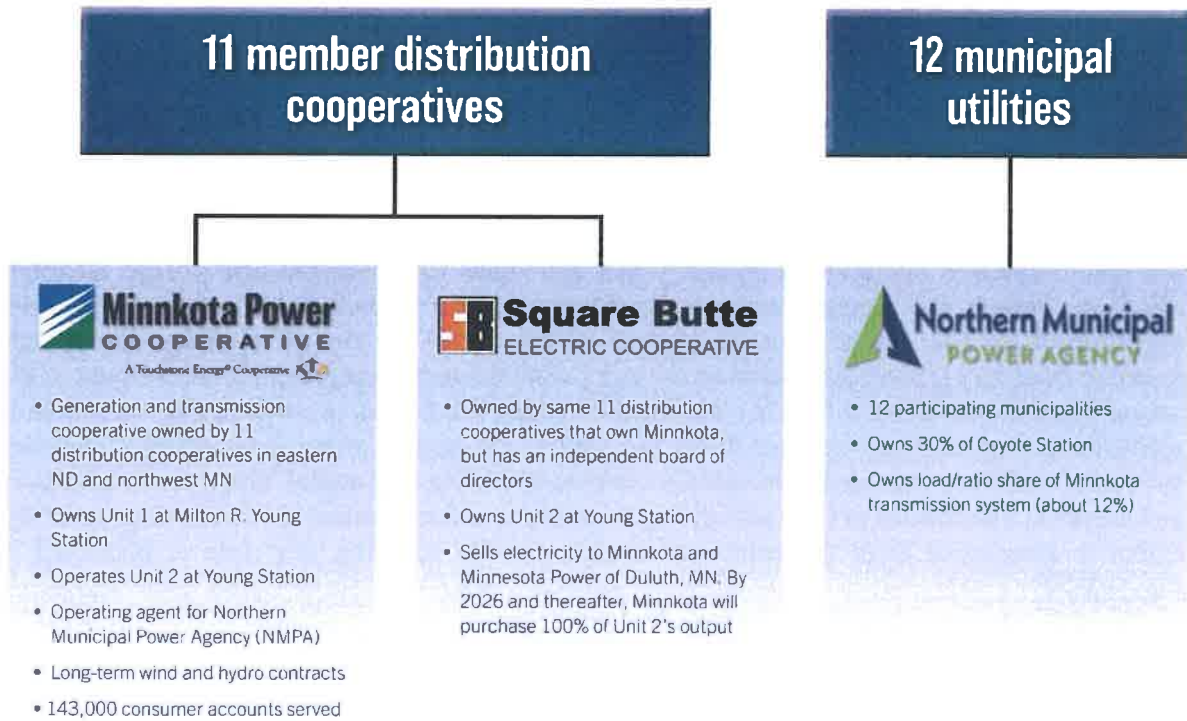 11 member distribution
cooperatives
12 municipal
utilities
Minnkota Power
COOPERATIVE
A Touchstone Energy® Cooperative
• Generation and transmission
cooperative owned by 11
distribution cooperatives in eastern
ND and northwest MN
• Owns Unit 1 at Milton R. Young
Station
• Operates Unit 2 at Young Station
• Operating agent for Northern
Municipal Power Agency (NMPA)
• Long-term wind and hydro contracts
• 143,000 consumer accounts served
SB
Square Butte
ELECTRIC COOPERATIVE
• Owned by same 11 distribution
cooperatives that own Minnkota,
but has an independent board of
directors
• Owns Unit 2 at Young Station
• Sells electricity to Minnkota and
Minnesota Power of Duluth, MN. By
2026 and thereafter, Minnkota will
purchase 100% of Unit 2's output
Northern Municipal
POWER AGENCY
• 12 participating municipalities
• Owns 30% of Coyote Station
• Owns load/ratio share of Minnkota
transmission system (about 12%)